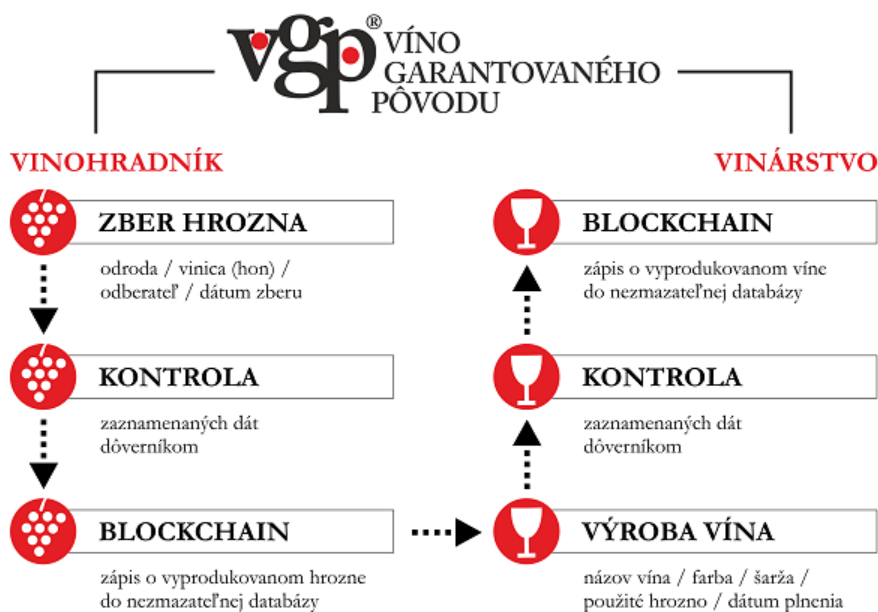 vgp® VÍNO
GARANTOVANÉHO
PÔVODU
VINOHRADNÍK
ZBER HROZNA
odroda / vinica (hon) /
odberateľ / dátum zberu
KONTROLA
zaznamenaných dát
dôverníkom
BLOCKCHAIN
zápis o vyprodukovanom hrozne
do nezmazateľnej databázy
VINÁRSTVO
BLOCKCHAIN
zápis o vyprodukovanom víne
do nezmazateľnej databázy
KONTROLA
zaznamenaných dát
dôverníkom
VÝROBA VÍNA
názov vína / farba / šarža /
použité hrozno / dátum plnenia